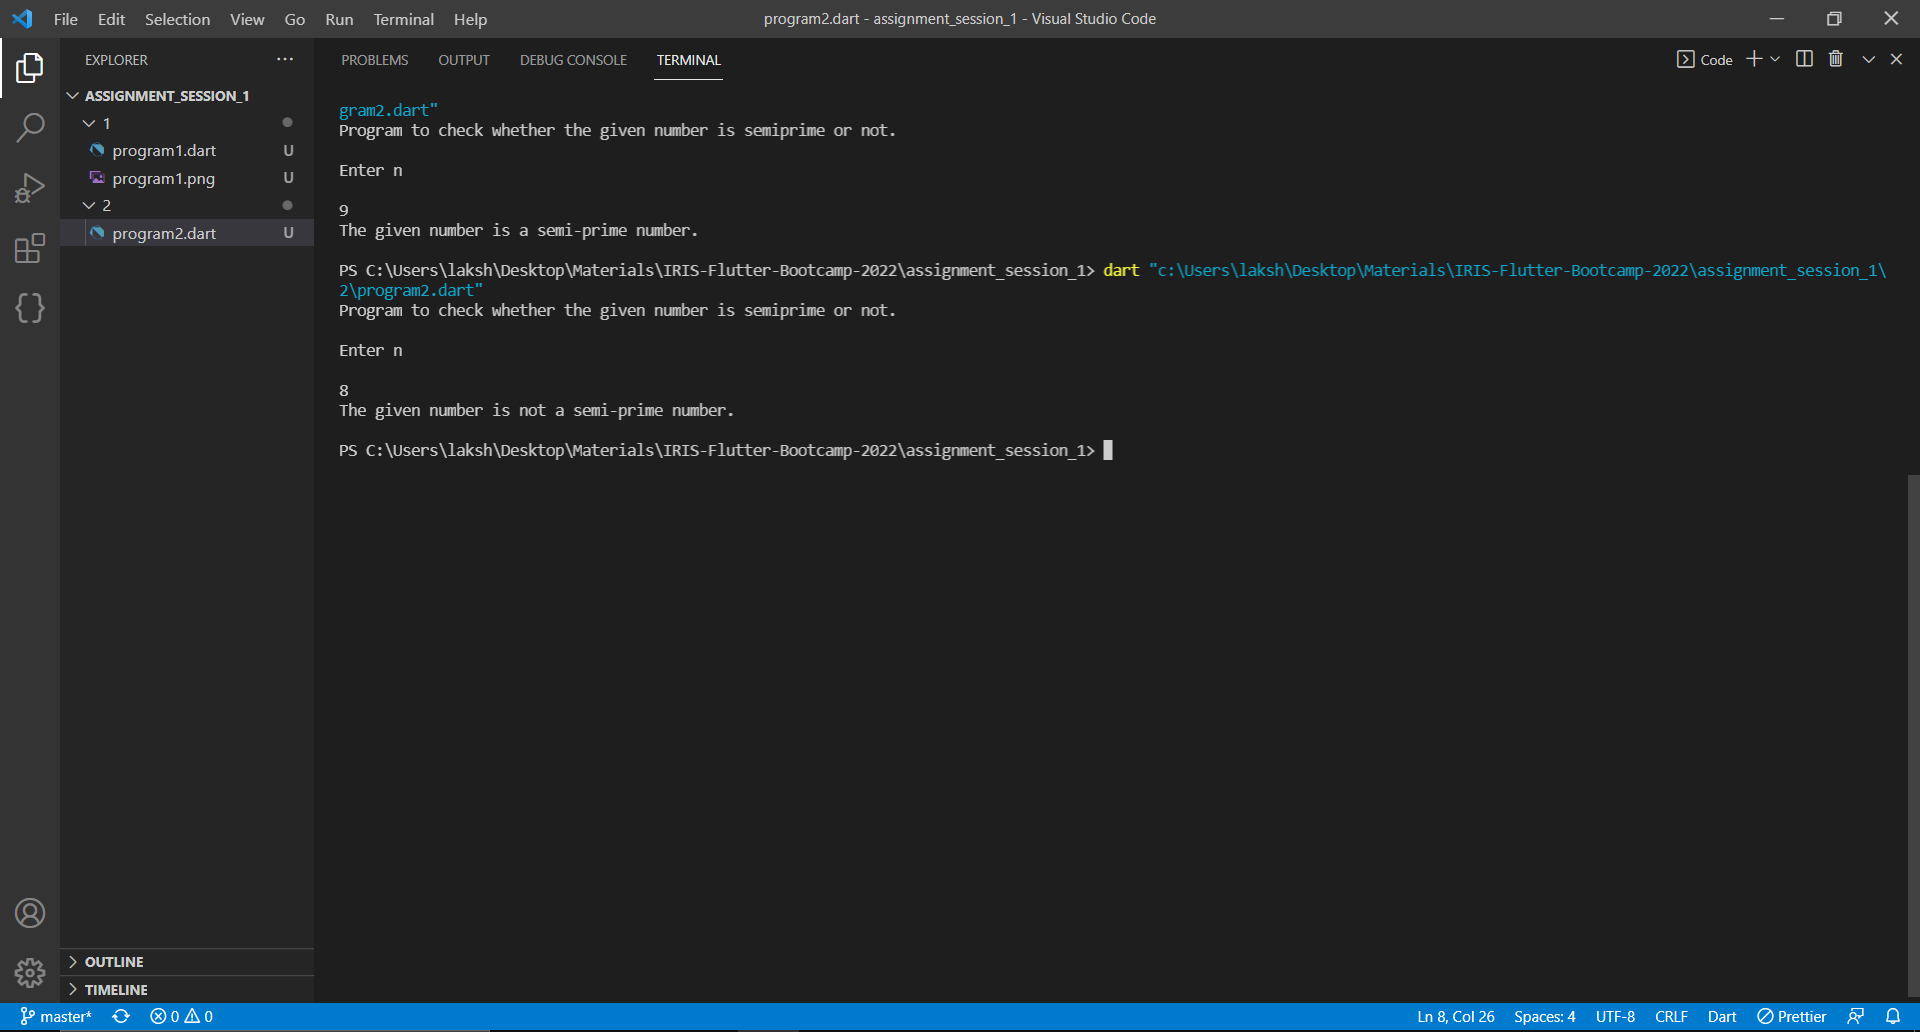 File Edit Selection View Go Run Terminal Help
program2.dart - assignment_session_1 - Visual Studio Code
EXPLORER
ASSIGNMENT_SESSION_1
1
program1.dart U
program1.png U
2
program2.dart U
OUTLINE
TIMELINE
PROBLEMS OUTPUT DEBUG CONSOLE TERMINAL
Code
gram2.dart"
Program to check whether the given number is semiprime or not.
Enter n
9
The given number is a semi-prime number.
PS C:\Users\laksh\Desktop\Materials\IRIS-Flutter-Bootcamp-2022\assignment_session_1> dart "c:\Users\laksh\Desktop\Materials\IRIS-Flutter-Bootcamp-2022\assignment_session_1\
2\program2.dart"
Program to check whether the given number is semiprime or not.
Enter n
8
The given number is not a semi-prime number.
PS C:\Users\laksh\Desktop\Materials\IRIS-Flutter-Bootcamp-2022\assignment_session_1>
master* 0 0
Ln 8, Col 26 Spaces: 4 UTF-8 CRLF Dart Prettier